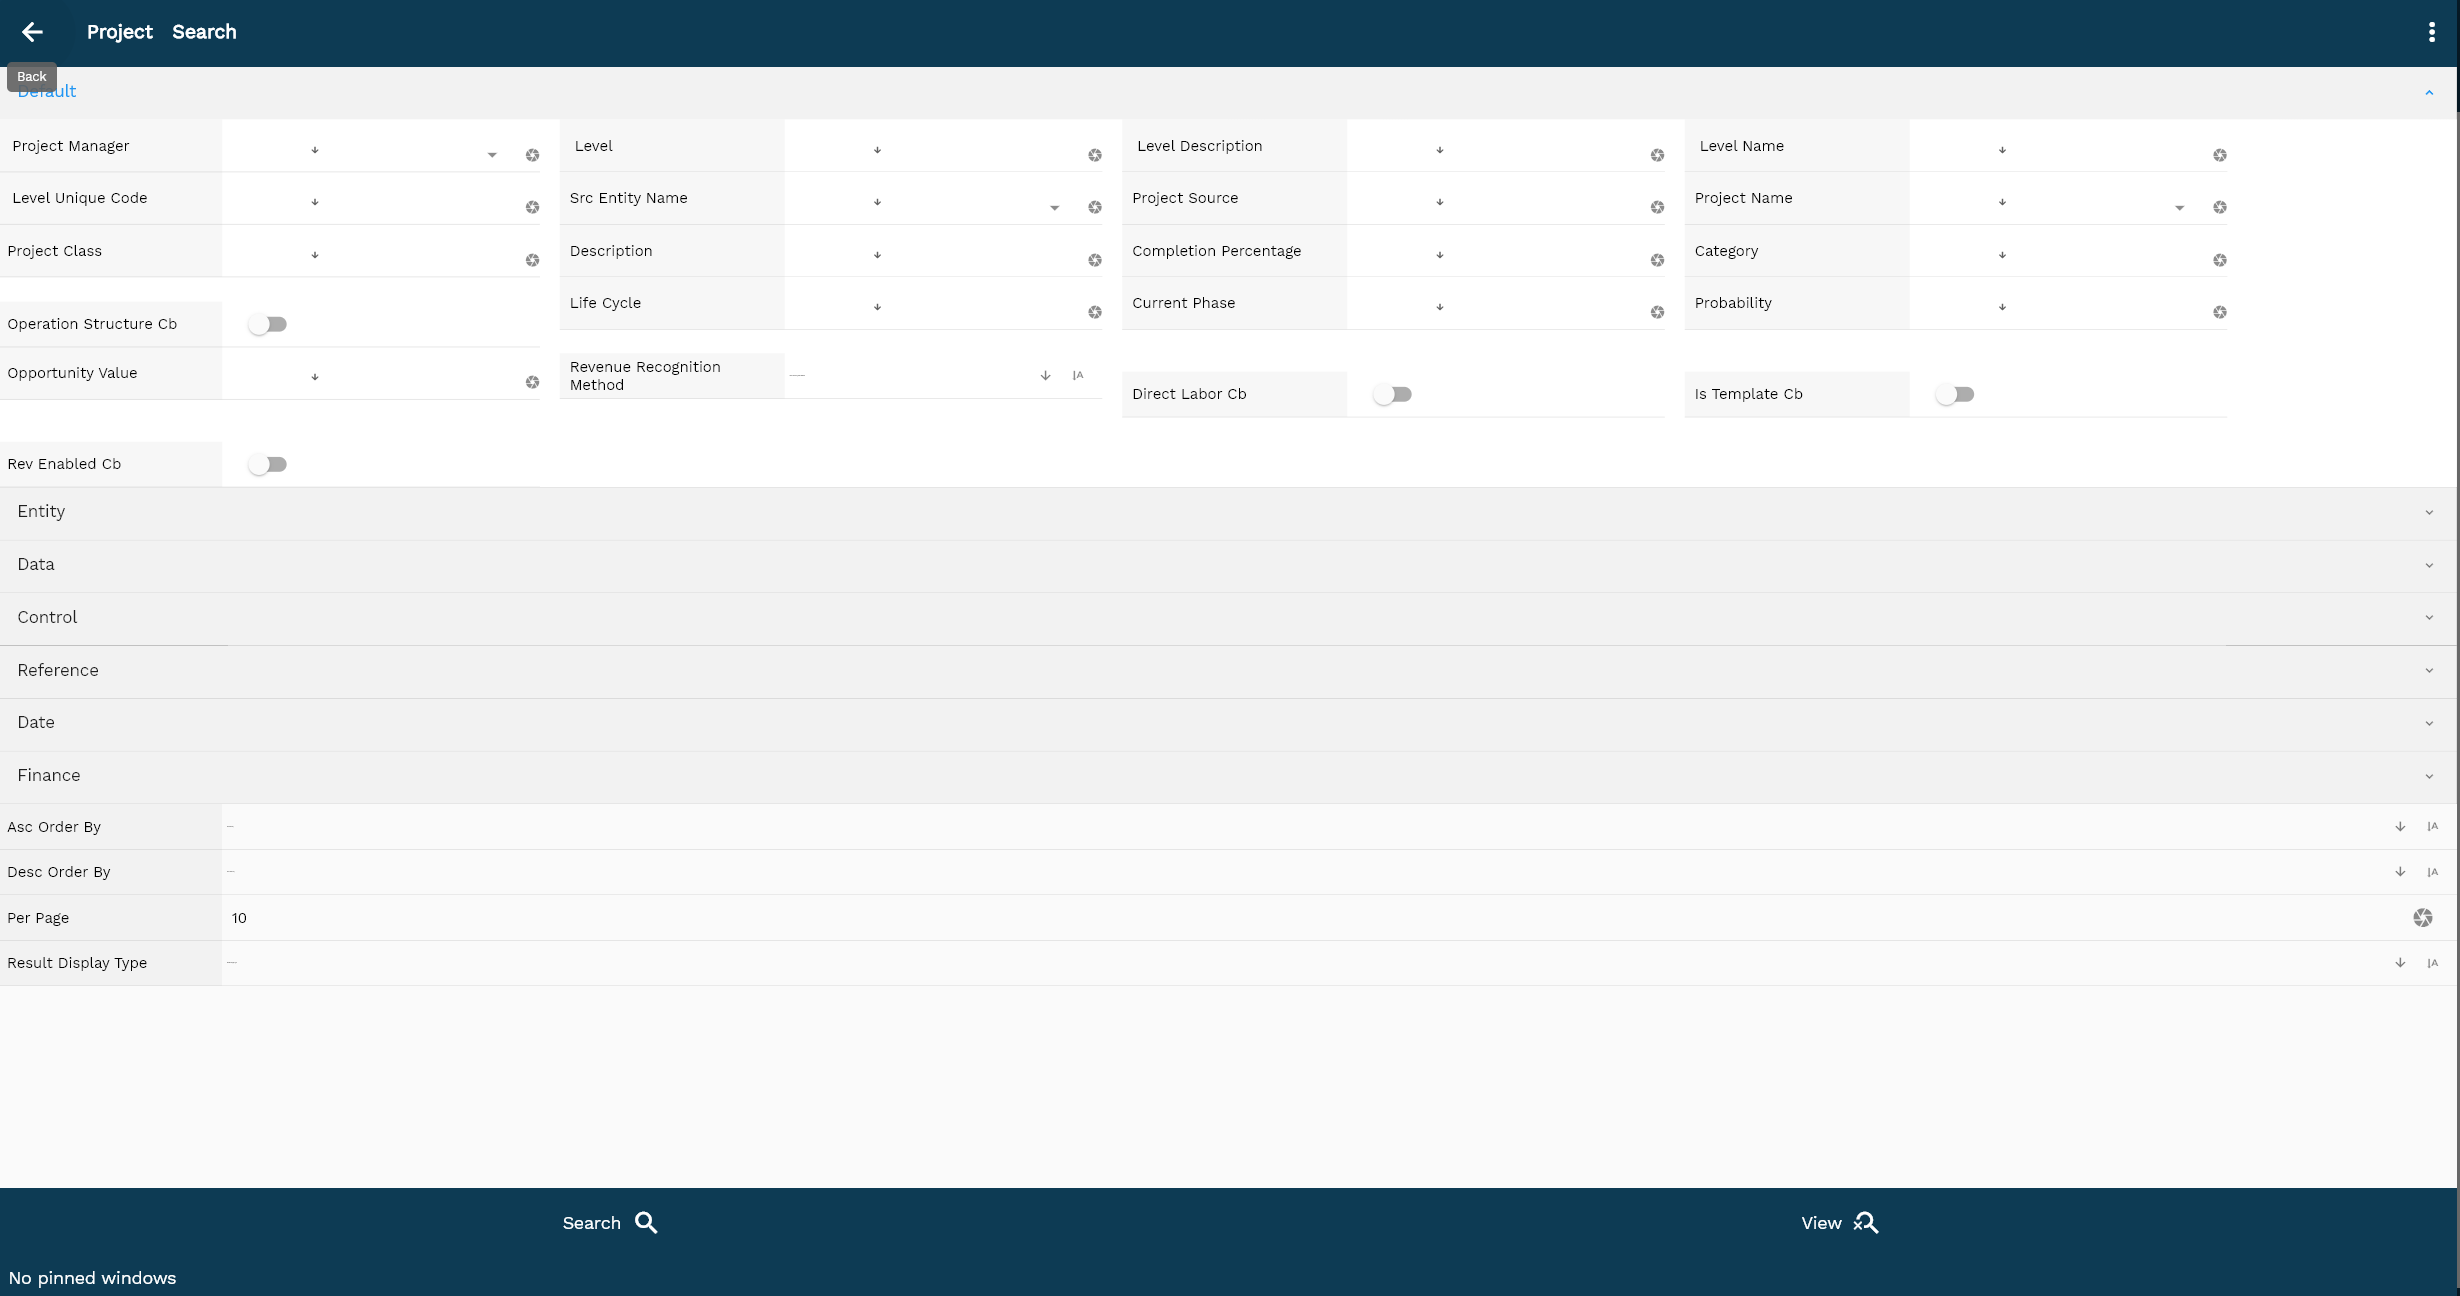 Project Search
Back
Default
Project Manager
Level
Level Description
Level Name
Level Unique Code
Src Entity Name
Project Source
Project Name
Project Class
Description
Completion Percentage
Category
Life Cycle
Current Phase
Probability
Operation Structure Cb
Opportunity Value
Revenue Recognition
Method
Direct Labor Cb
Is Template Cb
Rev Enabled Cb
Entity
Data
Control
Reference
Date
Finance
Asc Order By
Desc Order By
Per Page
10
Result Display Type
Search
View
No pinned windows